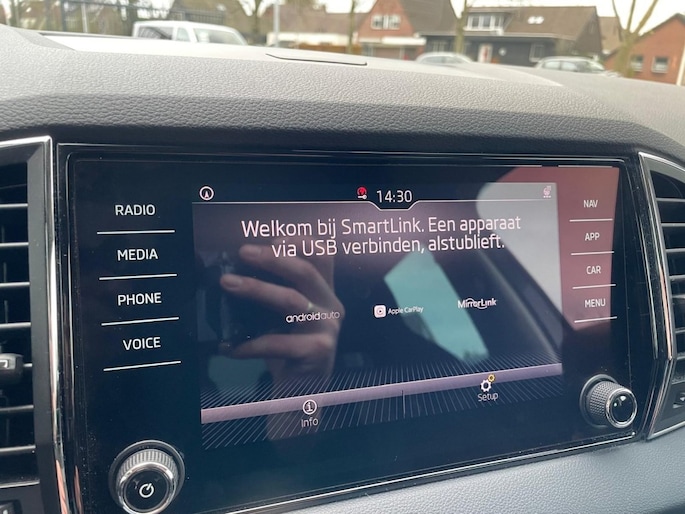 14:30
RADIO
MEDIA
PHONE
VOICE
Welkom bij SmartLink. Een apparaat
via USB verbinden, alstublieft.
androidauto
Apple CarPlay
MirrorLink
Info
Setup
NAV
APP
CAR
MENU